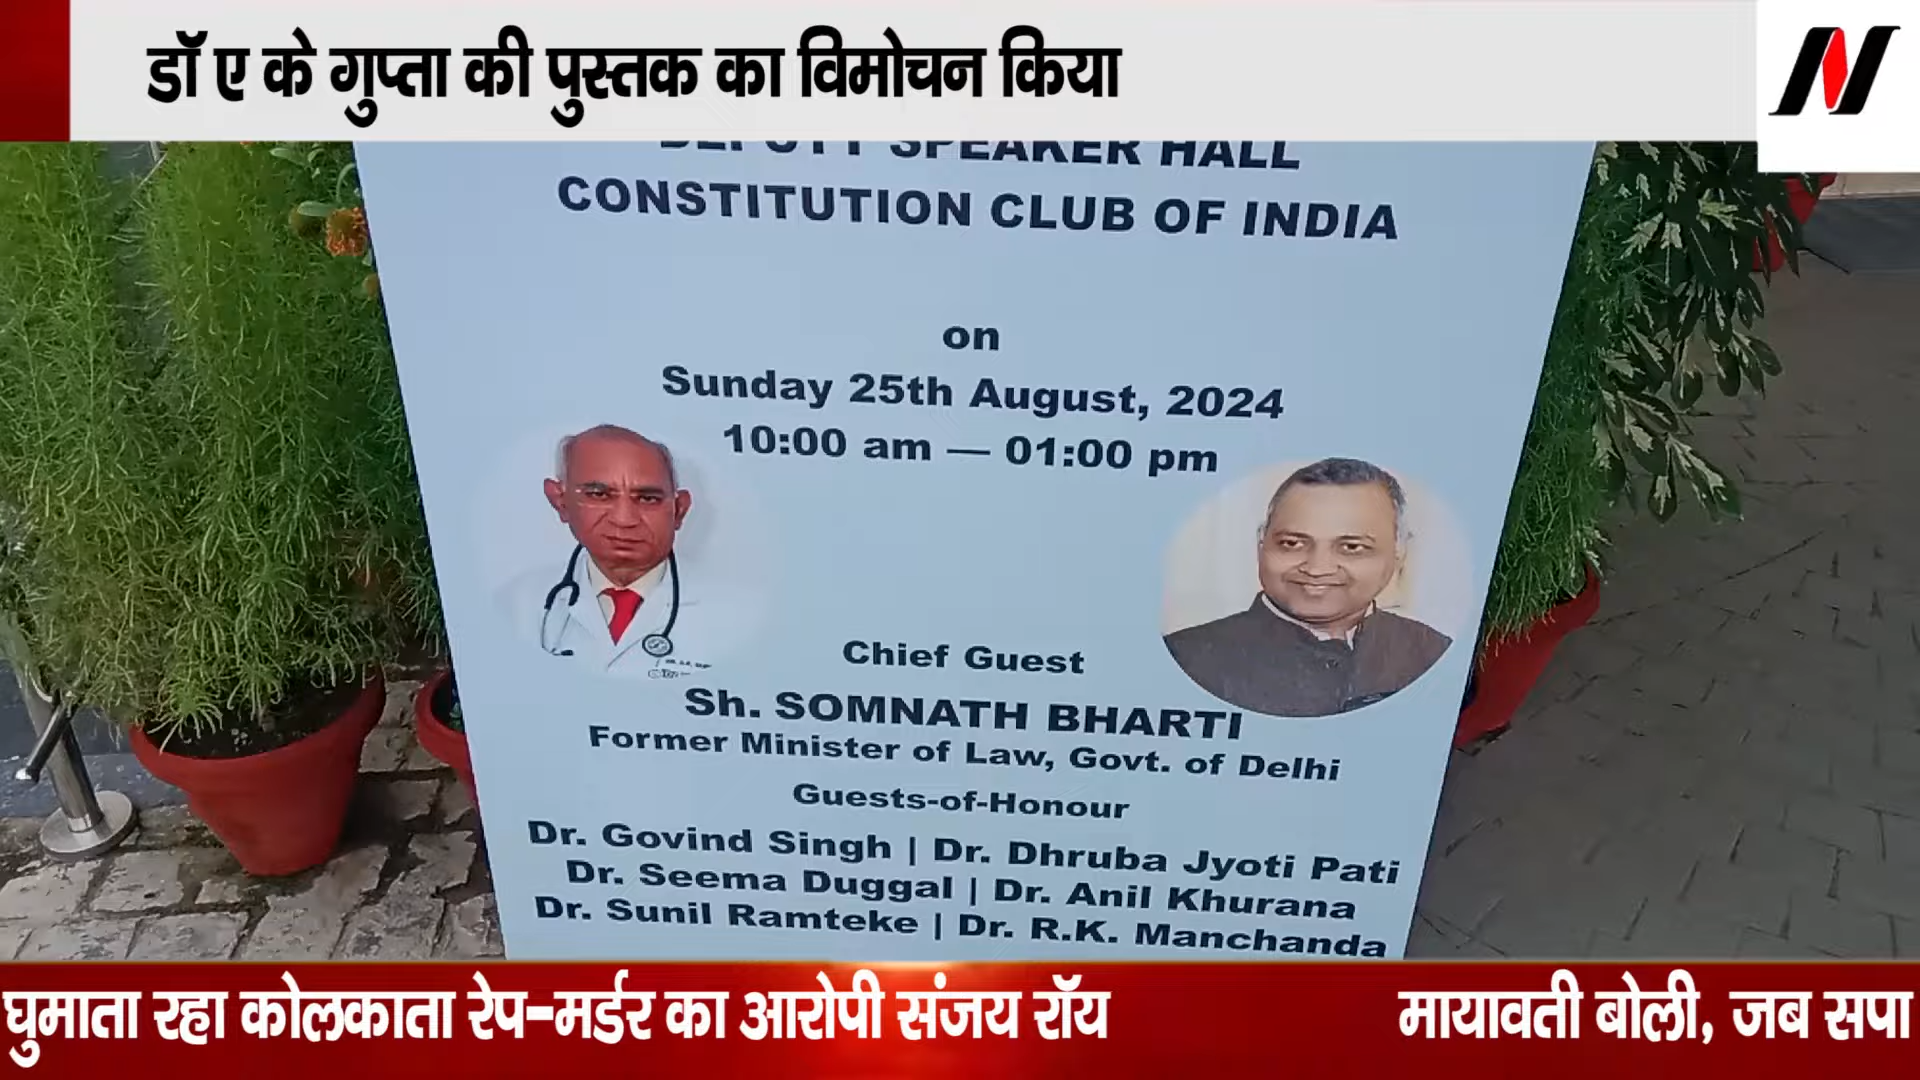 डॉ ए के गुप्ता की पुस्तक का विमोचन किया
DEPUTY SPEAKER HALL
CONSTITUTION CLUB OF INDIA
on
Sunday 25th August, 2024
10:00 am — 01:00 pm
Chief Guest
Sh. SOMNATH BHARTI
Former Minister of Law, Govt. of Delhi
Guests-of-Honour
Dr. Govind Singh | Dr. Dhruba Jyoti Pati
Dr. Seema Duggal | Dr. Anil Khurana
Dr. Sunil Ramteke | Dr. R.K. Manchanda
घुमाता रहा कोलकाता रेप-मर्डर का आरोपी संजय रॉय मायावती बोली, जब सपा